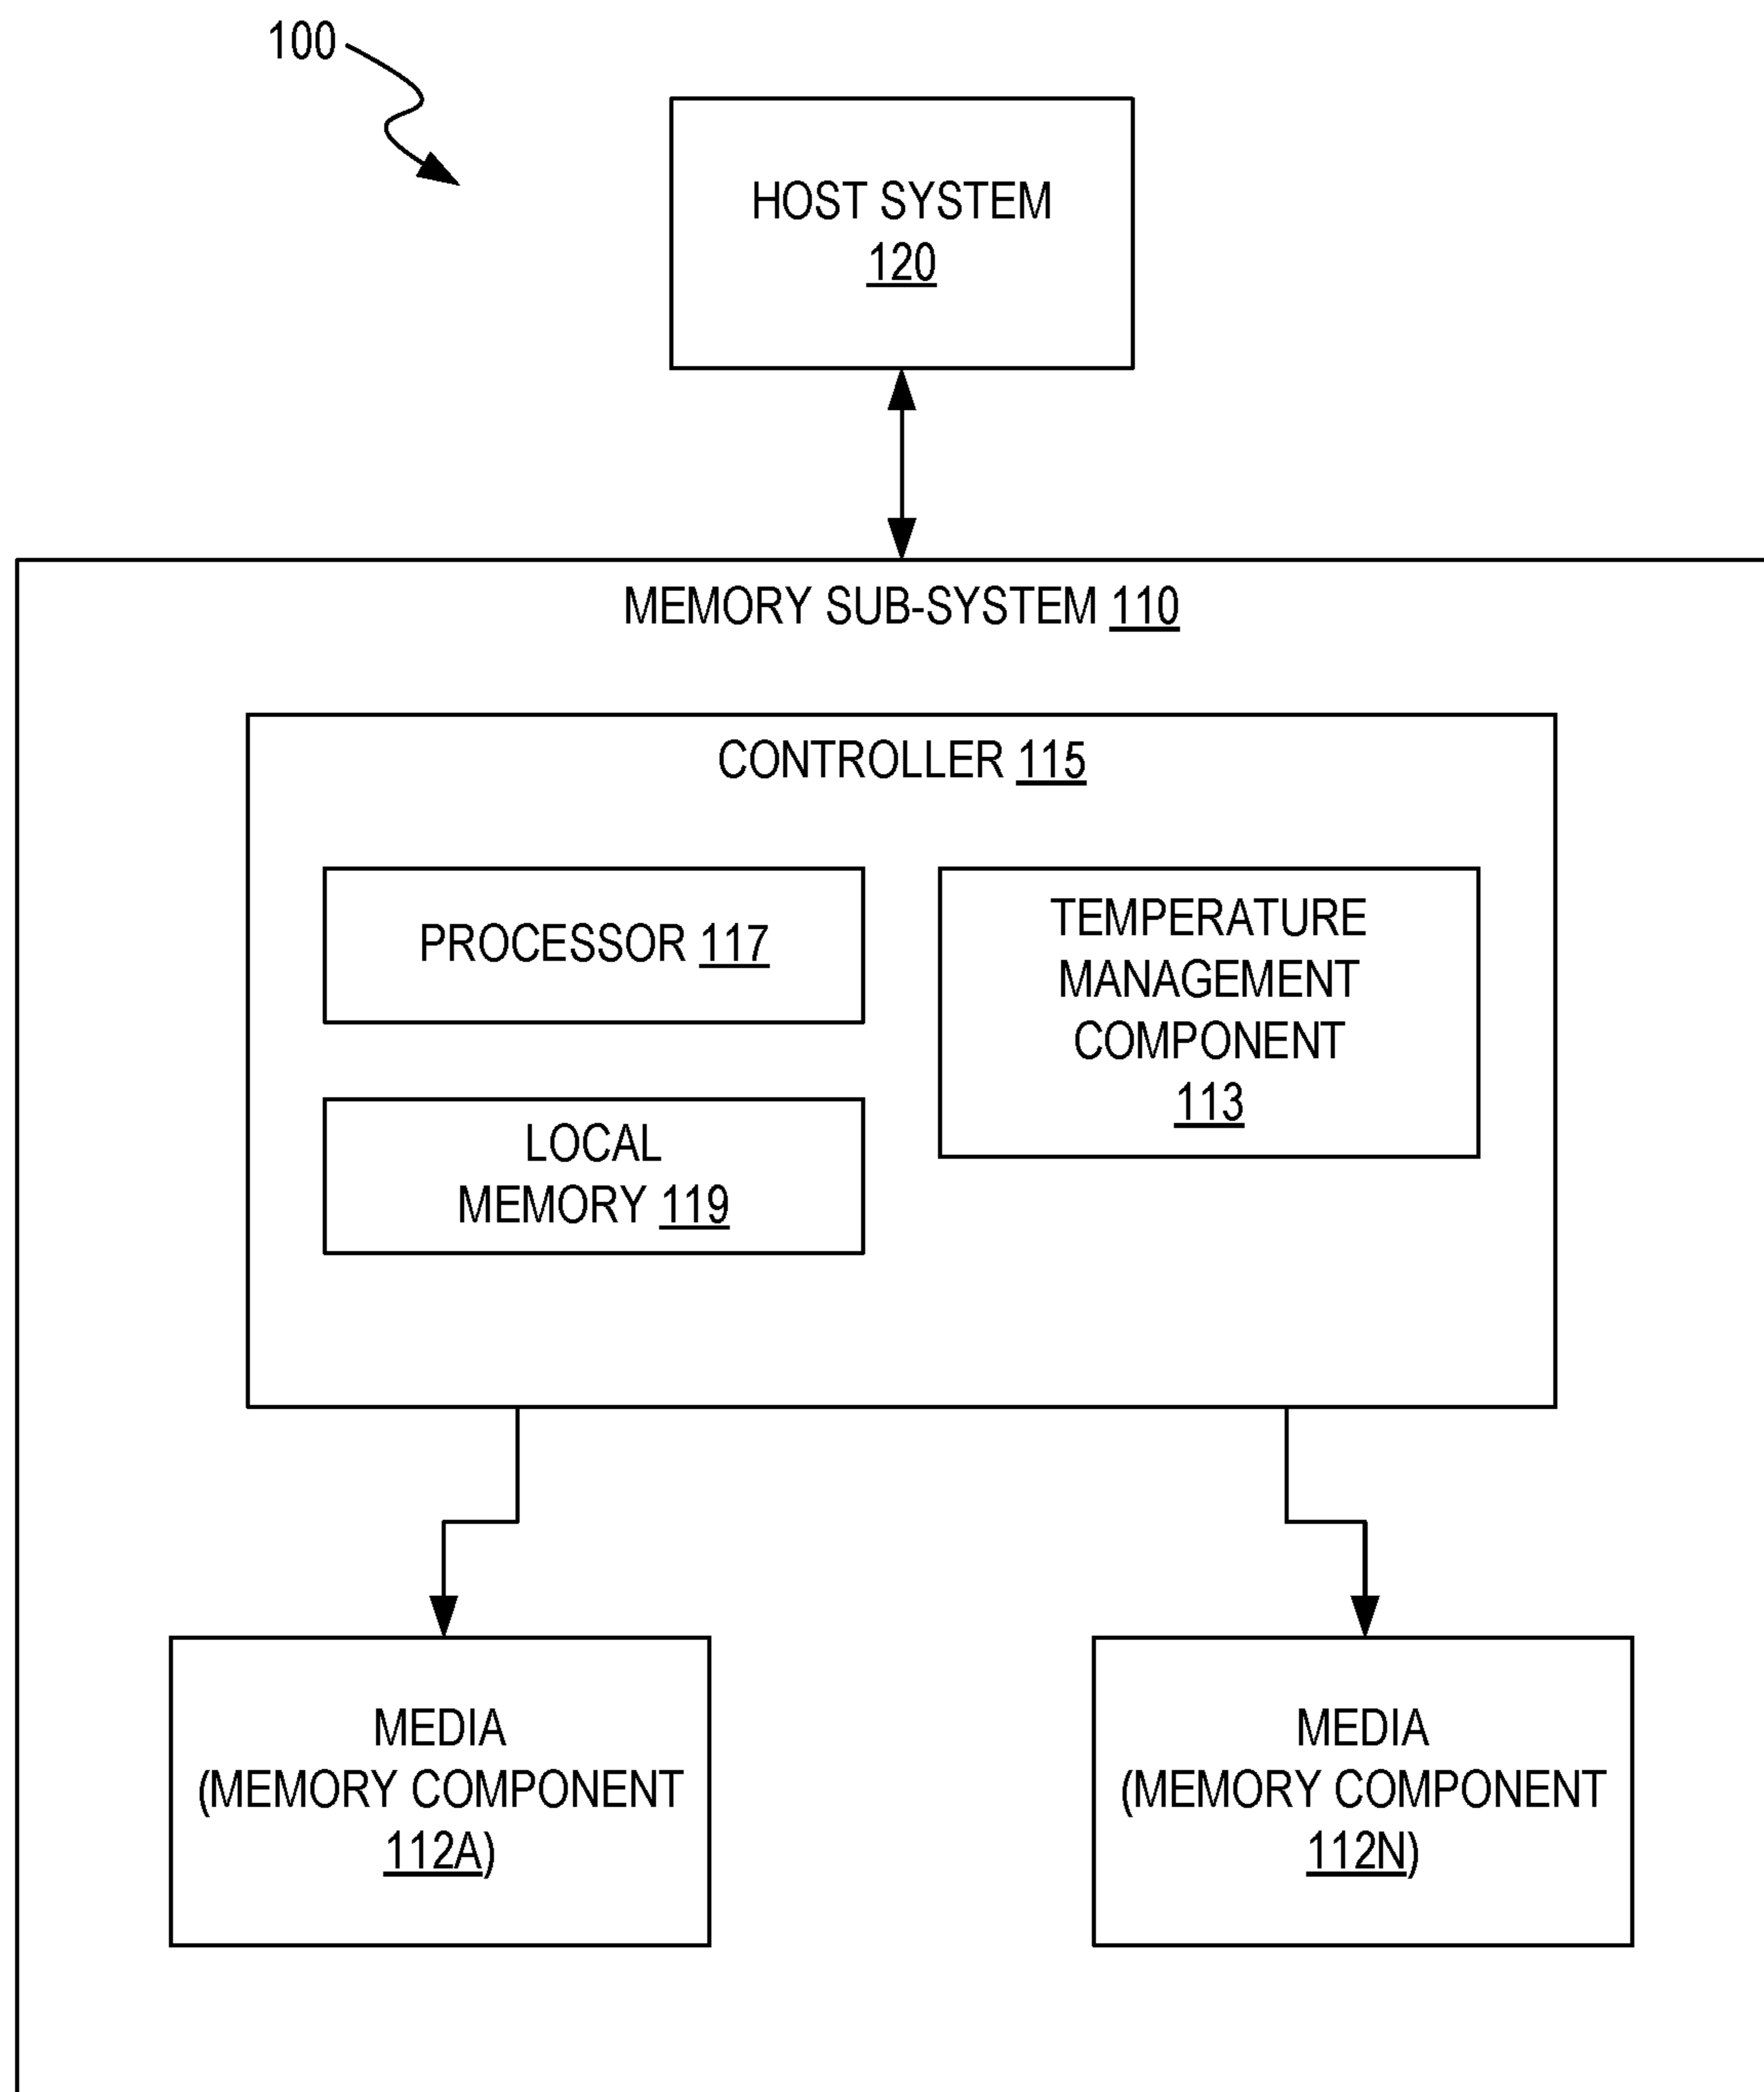 100
HOST SYSTEM
120
MEMORY SUB-SYSTEM 110
CONTROLLER 115
PROCESSOR 117
TEMPERATURE
MANAGEMENT
COMPONENT
113
LOCAL
MEMORY 119
MEDIA
(MEMORY COMPONENT
112A)
MEDIA
(MEMORY COMPONENT
112N)